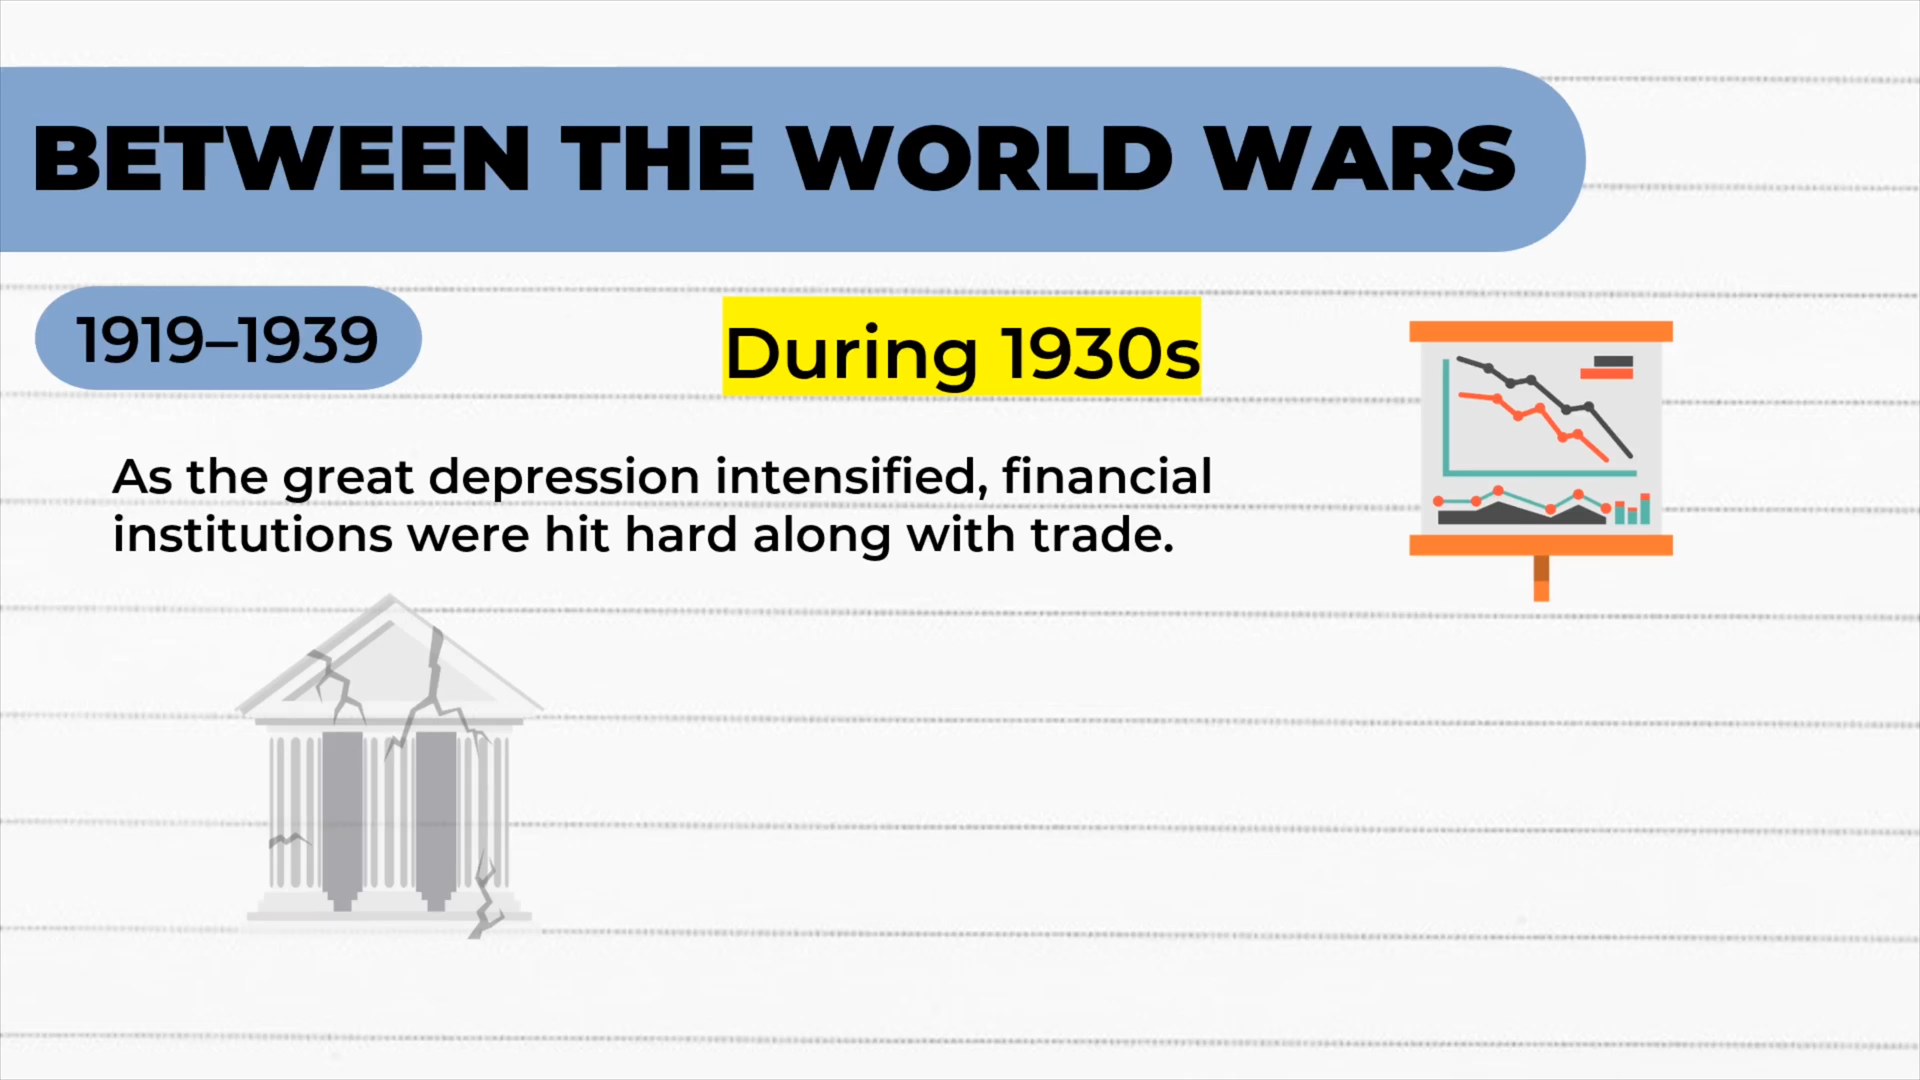 BETWEEN THE WORLD WARS
1919–1939
During 1930s
As the great depression intensified, financial
institutions were hit hard along with trade.